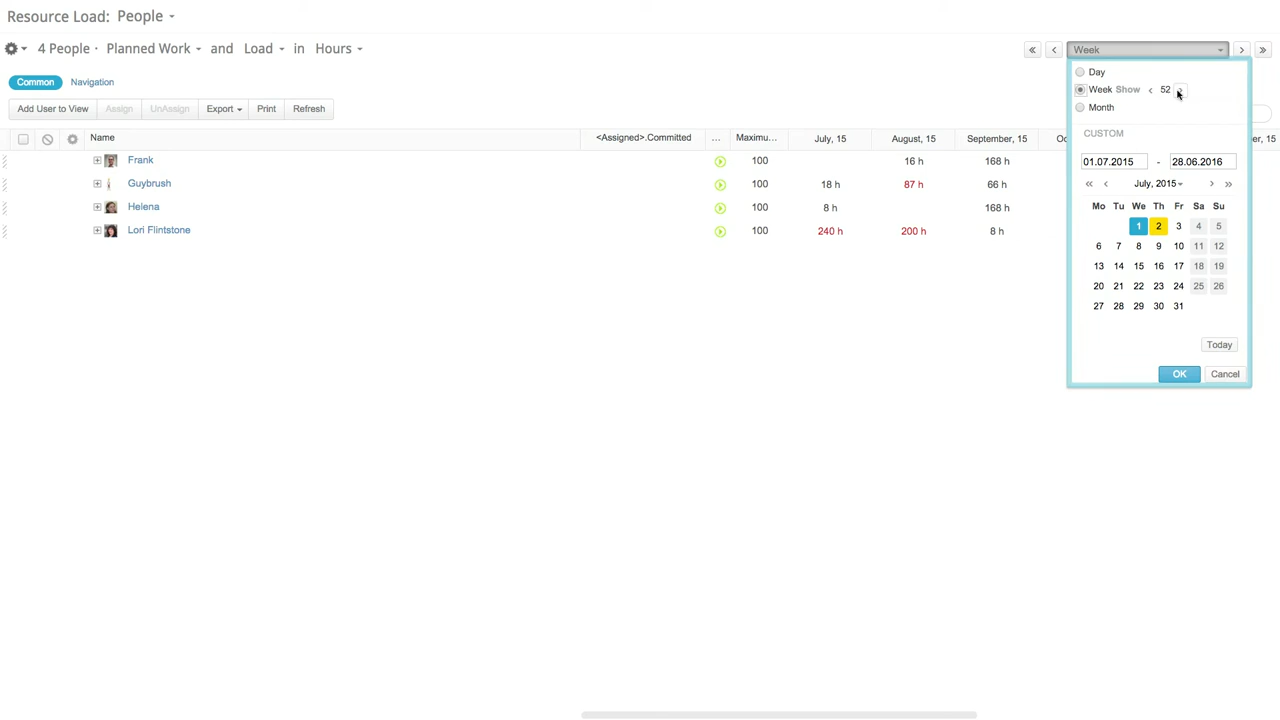 Resource Load: People
4 People · Planned Work and Load in Hours
« ‹ Week › »
Common Navigation
Add User to View Assign UnAssign Export Print Refresh
Name <Assigned>.Committed ... Maximu... July, 15 August, 15 September, 15 Oc er, 15
Frank 100 16 h 168 h
Guybrush 100 18 h 87 h 66 h
Helena 100 8 h 168 h
Lori Flintstone 100 240 h 200 h 8 h
Day
Week Show ‹ 52
Month
CUSTOM
01.07.2015 - 28.06.2016
« ‹ July, 2015 › »
Mo Tu We Th Fr Sa Su
1 2 3 4 5
6 7 8 9 10 11 12
13 14 15 16 17 18 19
20 21 22 23 24 25 26
27 28 29 30 31
Today
OK Cancel